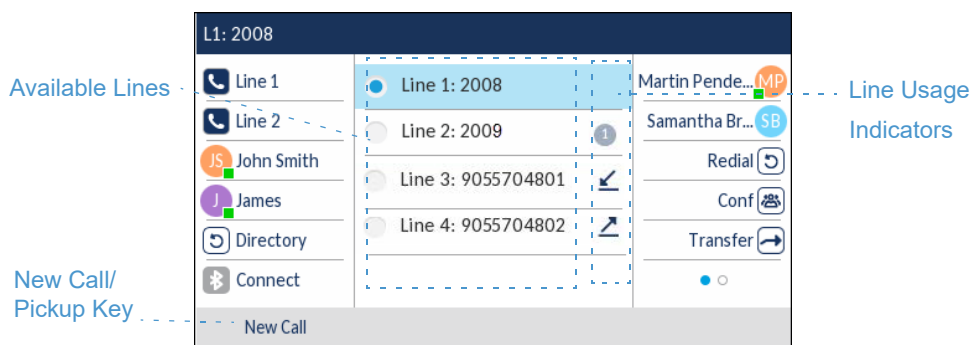 L1: 2008
Available Lines
Line 1
Line 2
JS John Smith
J James
Directory
Connect
New Call/
Pickup Key
New Call
Line 1: 2008
Line 2: 2009
1
Line 3: 9055704801
Line 4: 9055704802
Martin Pende... MP
Samantha Br... SB
Redial
Conf
Transfer
Line Usage
Indicators